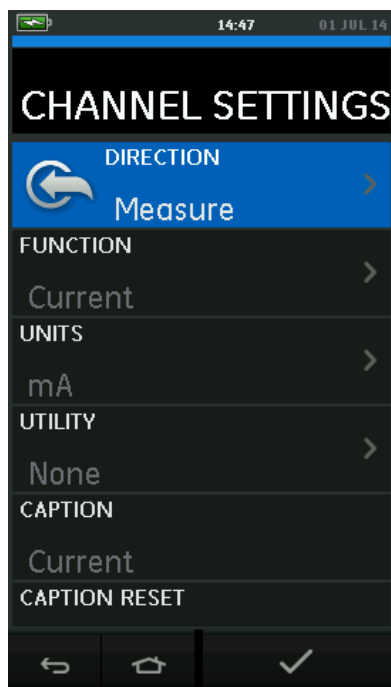 14:47 01 JUL 14
CHANNEL SETTINGS
DIRECTION
Measure
FUNCTION
Current
UNITS
mA
UTILITY
None
CAPTION
Current
CAPTION RESET